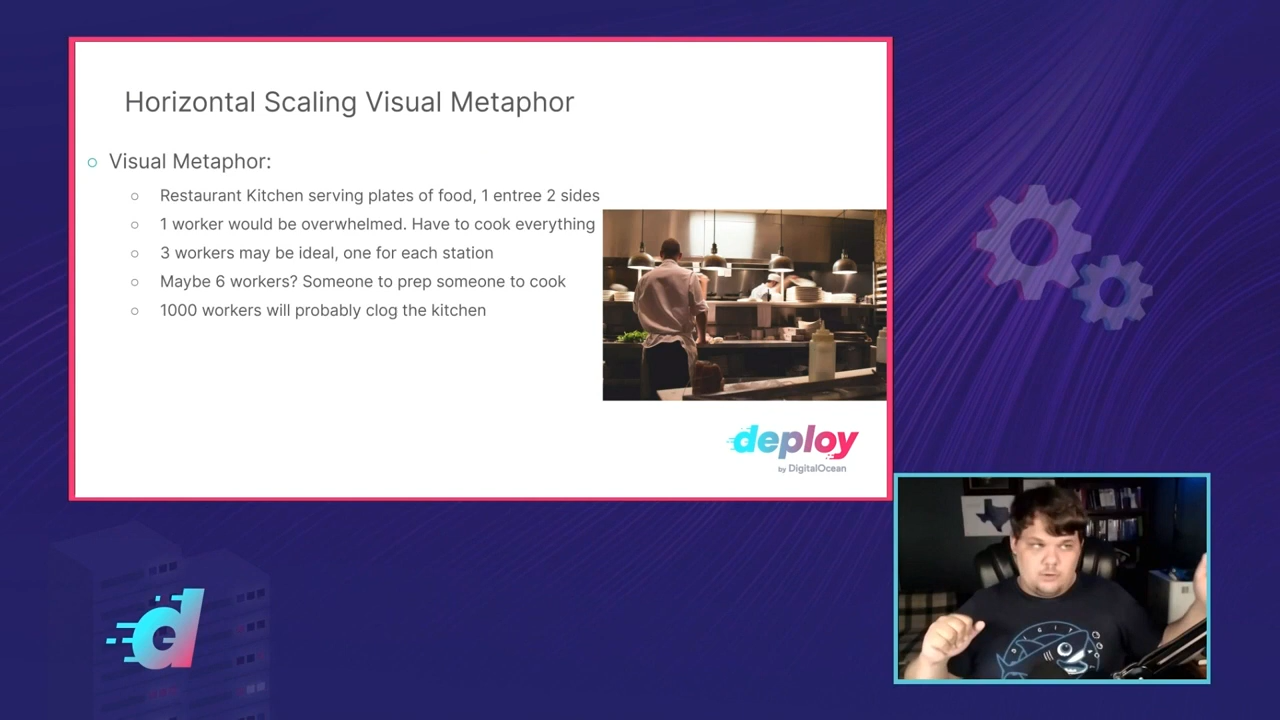 Horizontal Scaling Visual Metaphor
Visual Metaphor:
Restaurant Kitchen serving plates of food, 1 entree 2 sides
1 worker would be overwhelmed. Have to cook everything
3 workers may be ideal, one for each station
Maybe 6 workers? Someone to prep someone to cook
1000 workers will probably clog the kitchen
deploy
by DigitalOcean
d
DIGIT